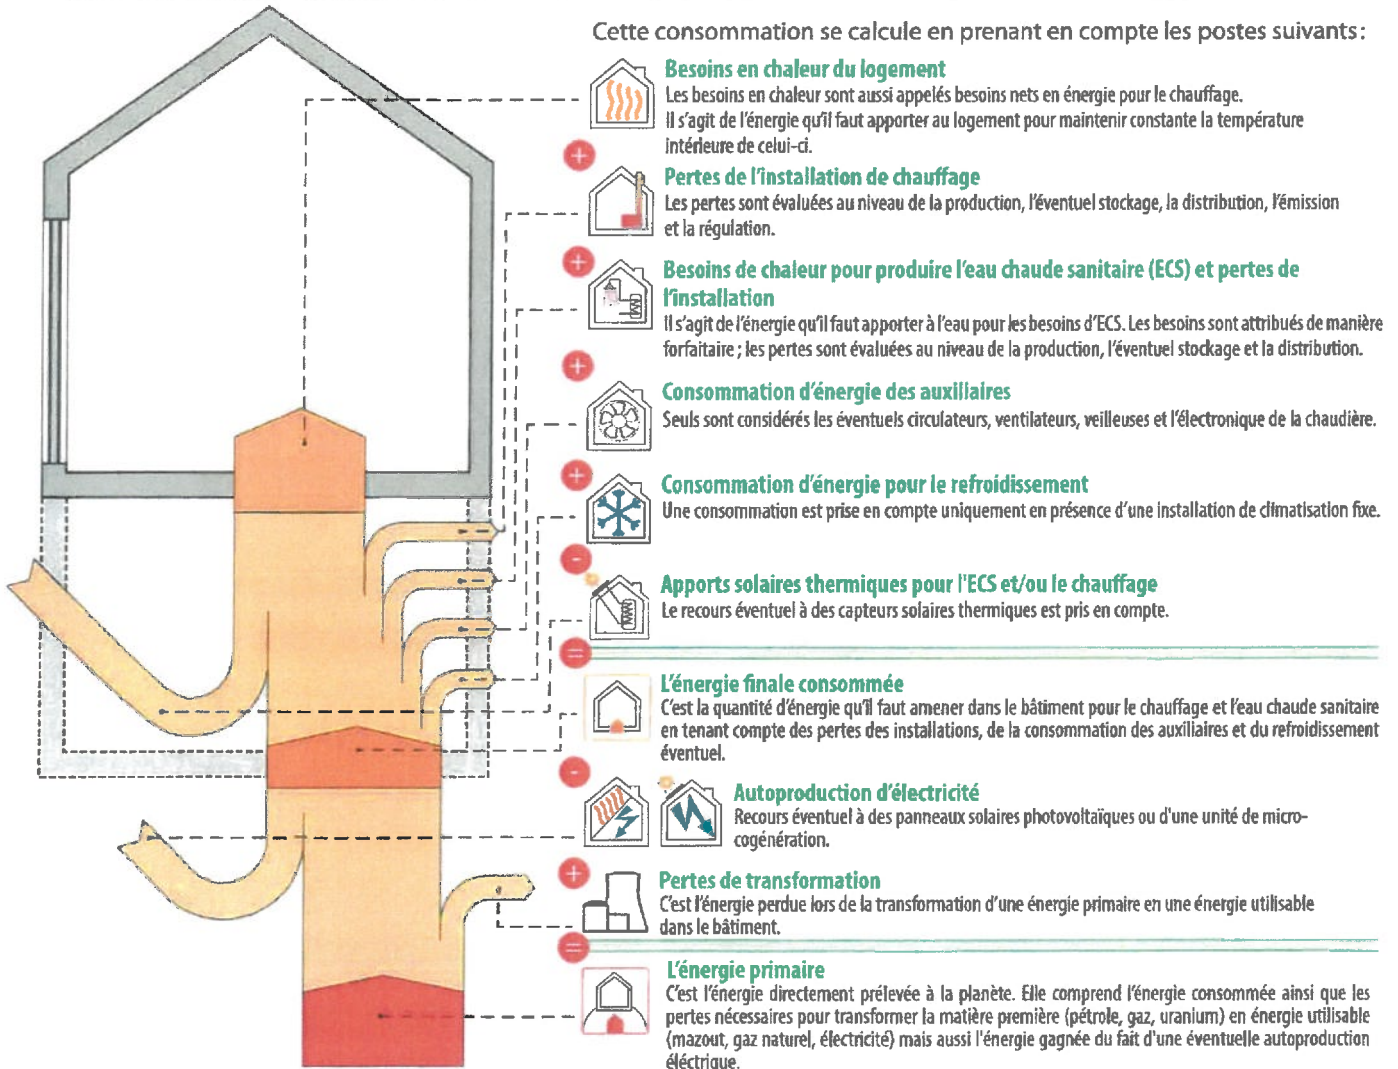 Cette consommation se calcule en prenant en compte les postes suivants:
Besoins en chaleur du logement
Les besoins en chaleur sont aussi appelés besoins nets en énergie pour le chauffage.
Il s'agit de l'énergie qu'il faut apporter au logement pour maintenir constante la température
intérieure de celui-ci.
+
Pertes de l'installation de chauffage
Les pertes sont évaluées au niveau de la production, l'éventuel stockage, la distribution, l'émission
et la régulation.
+
Besoins de chaleur pour produire l'eau chaude sanitaire (ECS) et pertes de
l'installation
Il s'agit de l'énergie qu'il faut apporter à l'eau pour les besoins d'ECS. Les besoins sont attribués de manière
forfaitaire ; les pertes sont évaluées au niveau de la production, l'éventuel stockage et la distribution.
+
Consommation d'énergie des auxiliaires
Seuls sont considérés les éventuels circulateurs, ventilateurs, veilleuses et l'électronique de la chaudière.
+
Consommation d'énergie pour le refroidissement
Une consommation est prise en compte uniquement en présence d'une installation de climatisation fixe.
-
Apports solaires thermiques pour l'ECS et/ou le chauffage
Le recours éventuel à des capteurs solaires thermiques est pris en compte.
=
L'énergie finale consommée
C'est la quantité d'énergie qu'il faut amener dans le bâtiment pour le chauffage et l'eau chaude sanitaire
en tenant compte des pertes des installations, de la consommation des auxiliaires et du refroidissement
éventuel.
-
Autoproduction d'électricité
Recours éventuel à des panneaux solaires photovoltaïques ou d'une unité de micro-
cogénération.
+
Pertes de transformation
C'est l'énergie perdue lors de la transformation d'une énergie primaire en une énergie utilisable
dans le bâtiment.
=
L'énergie primaire
C'est l'énergie directement prélevée à la planète. Elle comprend l'énergie consommée ainsi que les
pertes nécessaires pour transformer la matière première (pétrole, gaz, uranium) en énergie utilisable
(mazout, gaz naturel, électricité) mais aussi l'énergie gagnée du fait d'une éventuelle autoproduction
éléctrique.